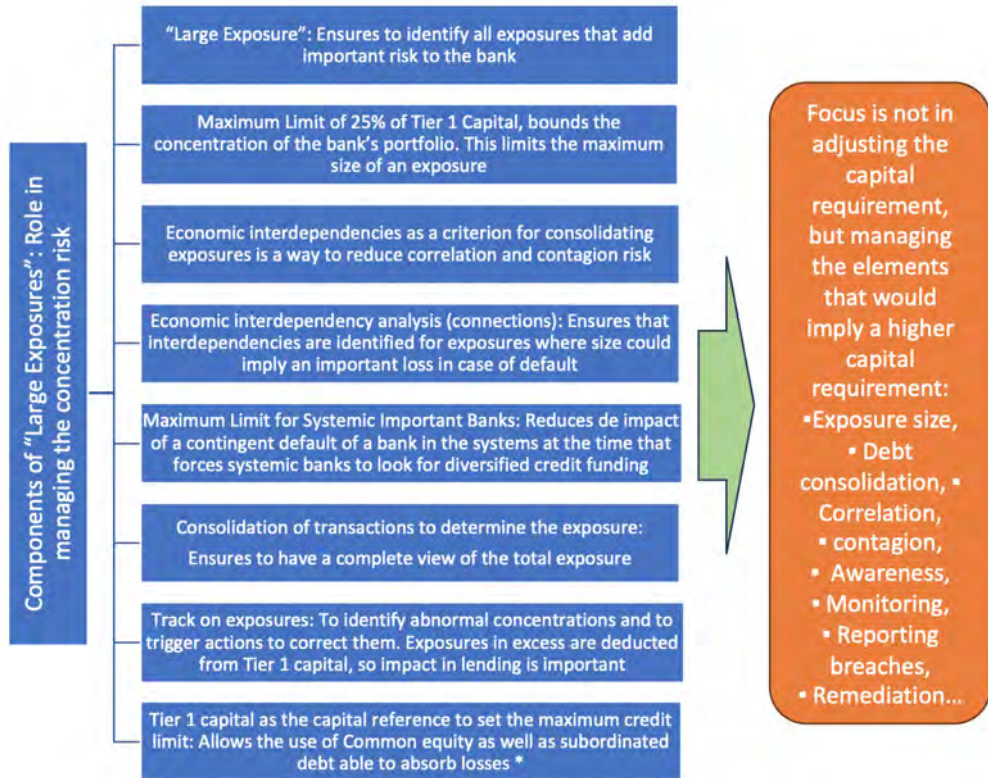 Components of "Large Exposures": Role in
managing the concentration risk
“Large Exposure”: Ensures to identify all exposures that add
important risk to the bank
Maximum Limit of 25% of Tier 1 Capital, bounds the
concentration of the bank’s portfolio. This limits the maximum
size of an exposure
Economic interdependencies as a criterion for consolidating
exposures is a way to reduce correlation and contagion risk
Economic interdependency analysis (connections): Ensures that
interdependencies are identified for exposures where size could
imply an important loss in case of default
Maximum Limit for Systemic Important Banks: Reduces de impact
of a contingent default of a bank in the systems at the time that
forces systemic banks to look for diversified credit funding
Consolidation of transactions to determine the exposure:
Ensures to have a complete view of the total exposure
Track on exposures: To identify abnormal concentrations and to
trigger actions to correct them. Exposures in excess are deducted
from Tier 1 capital, so impact in lending is important
Tier 1 capital as the capital reference to set the maximum credit
limit: Allows the use of Common equity as well as subordinated
debt able to absorb losses *
Focus is not in
adjusting the
capital
requirement,
but managing
the elements
that would
imply a higher
capital
requirement:
▪Exposure size,
▪ Debt
consolidation, ▪
Correlation,
▪ contagion,
▪ Awareness,
▪ Monitoring,
▪ Reporting
breaches,
▪ Remediation...